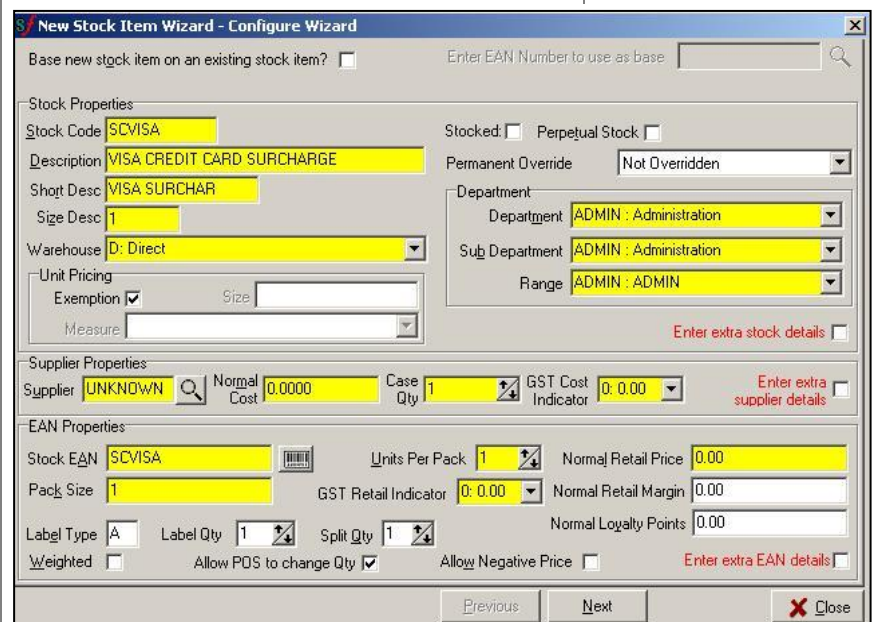 New Stock Item Wizard - Configure Wizard
Base new stock item on an existing stock item?
Enter EAN Number to use as base
Stock Properties
Stock Code SCVISA
Stocked: Perpetual Stock
Description VISA CREDIT CARD SURCHARGE
Permanent Override Not Overridden
Short Desc VISA SURCHAR
Department
Size Desc 1
Department ADMIN : Administration
Warehouse D: Direct
Sub Department ADMIN : Administration
Unit Pricing
Range ADMIN : ADMIN
Exemption Size
Measure
Enter extra stock details
Supplier Properties
Supplier UNKNOWN Normal Cost 0.0000 Case Qty 1 GST Cost Indicator 0: 0.00 Enter extra supplier details
EAN Properties
Stock EAN SCVISA Units Per Pack 1 Normal Retail Price 0.00
Pack Size 1 GST Retail Indicator 0: 0.00 Normal Retail Margin 0.00
Label Type A Label Qty 1 Split Qty 1 Normal Loyalty Points 0.00
Weighted Allow POS to change Qty Allow Negative Price Enter extra EAN details
Previous Next Close